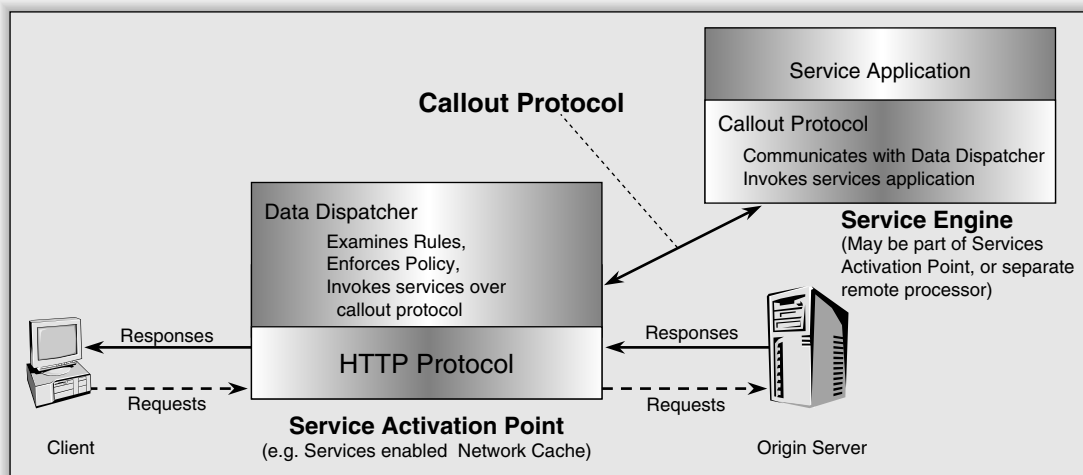 Service Application
Callout Protocol
Callout Protocol
Communicates with Data Dispatcher
Invokes services application
Data Dispatcher
Examines Rules,
Enforces Policy,
Invokes services over
callout protocol
Service Engine
(May be part of Services
Activation Point, or separate
remote processor)
Responses
HTTP Protocol
Responses
Requests
Requests
Client
Service Activation Point
(e.g. Services enabled Network Cache)
Origin Server